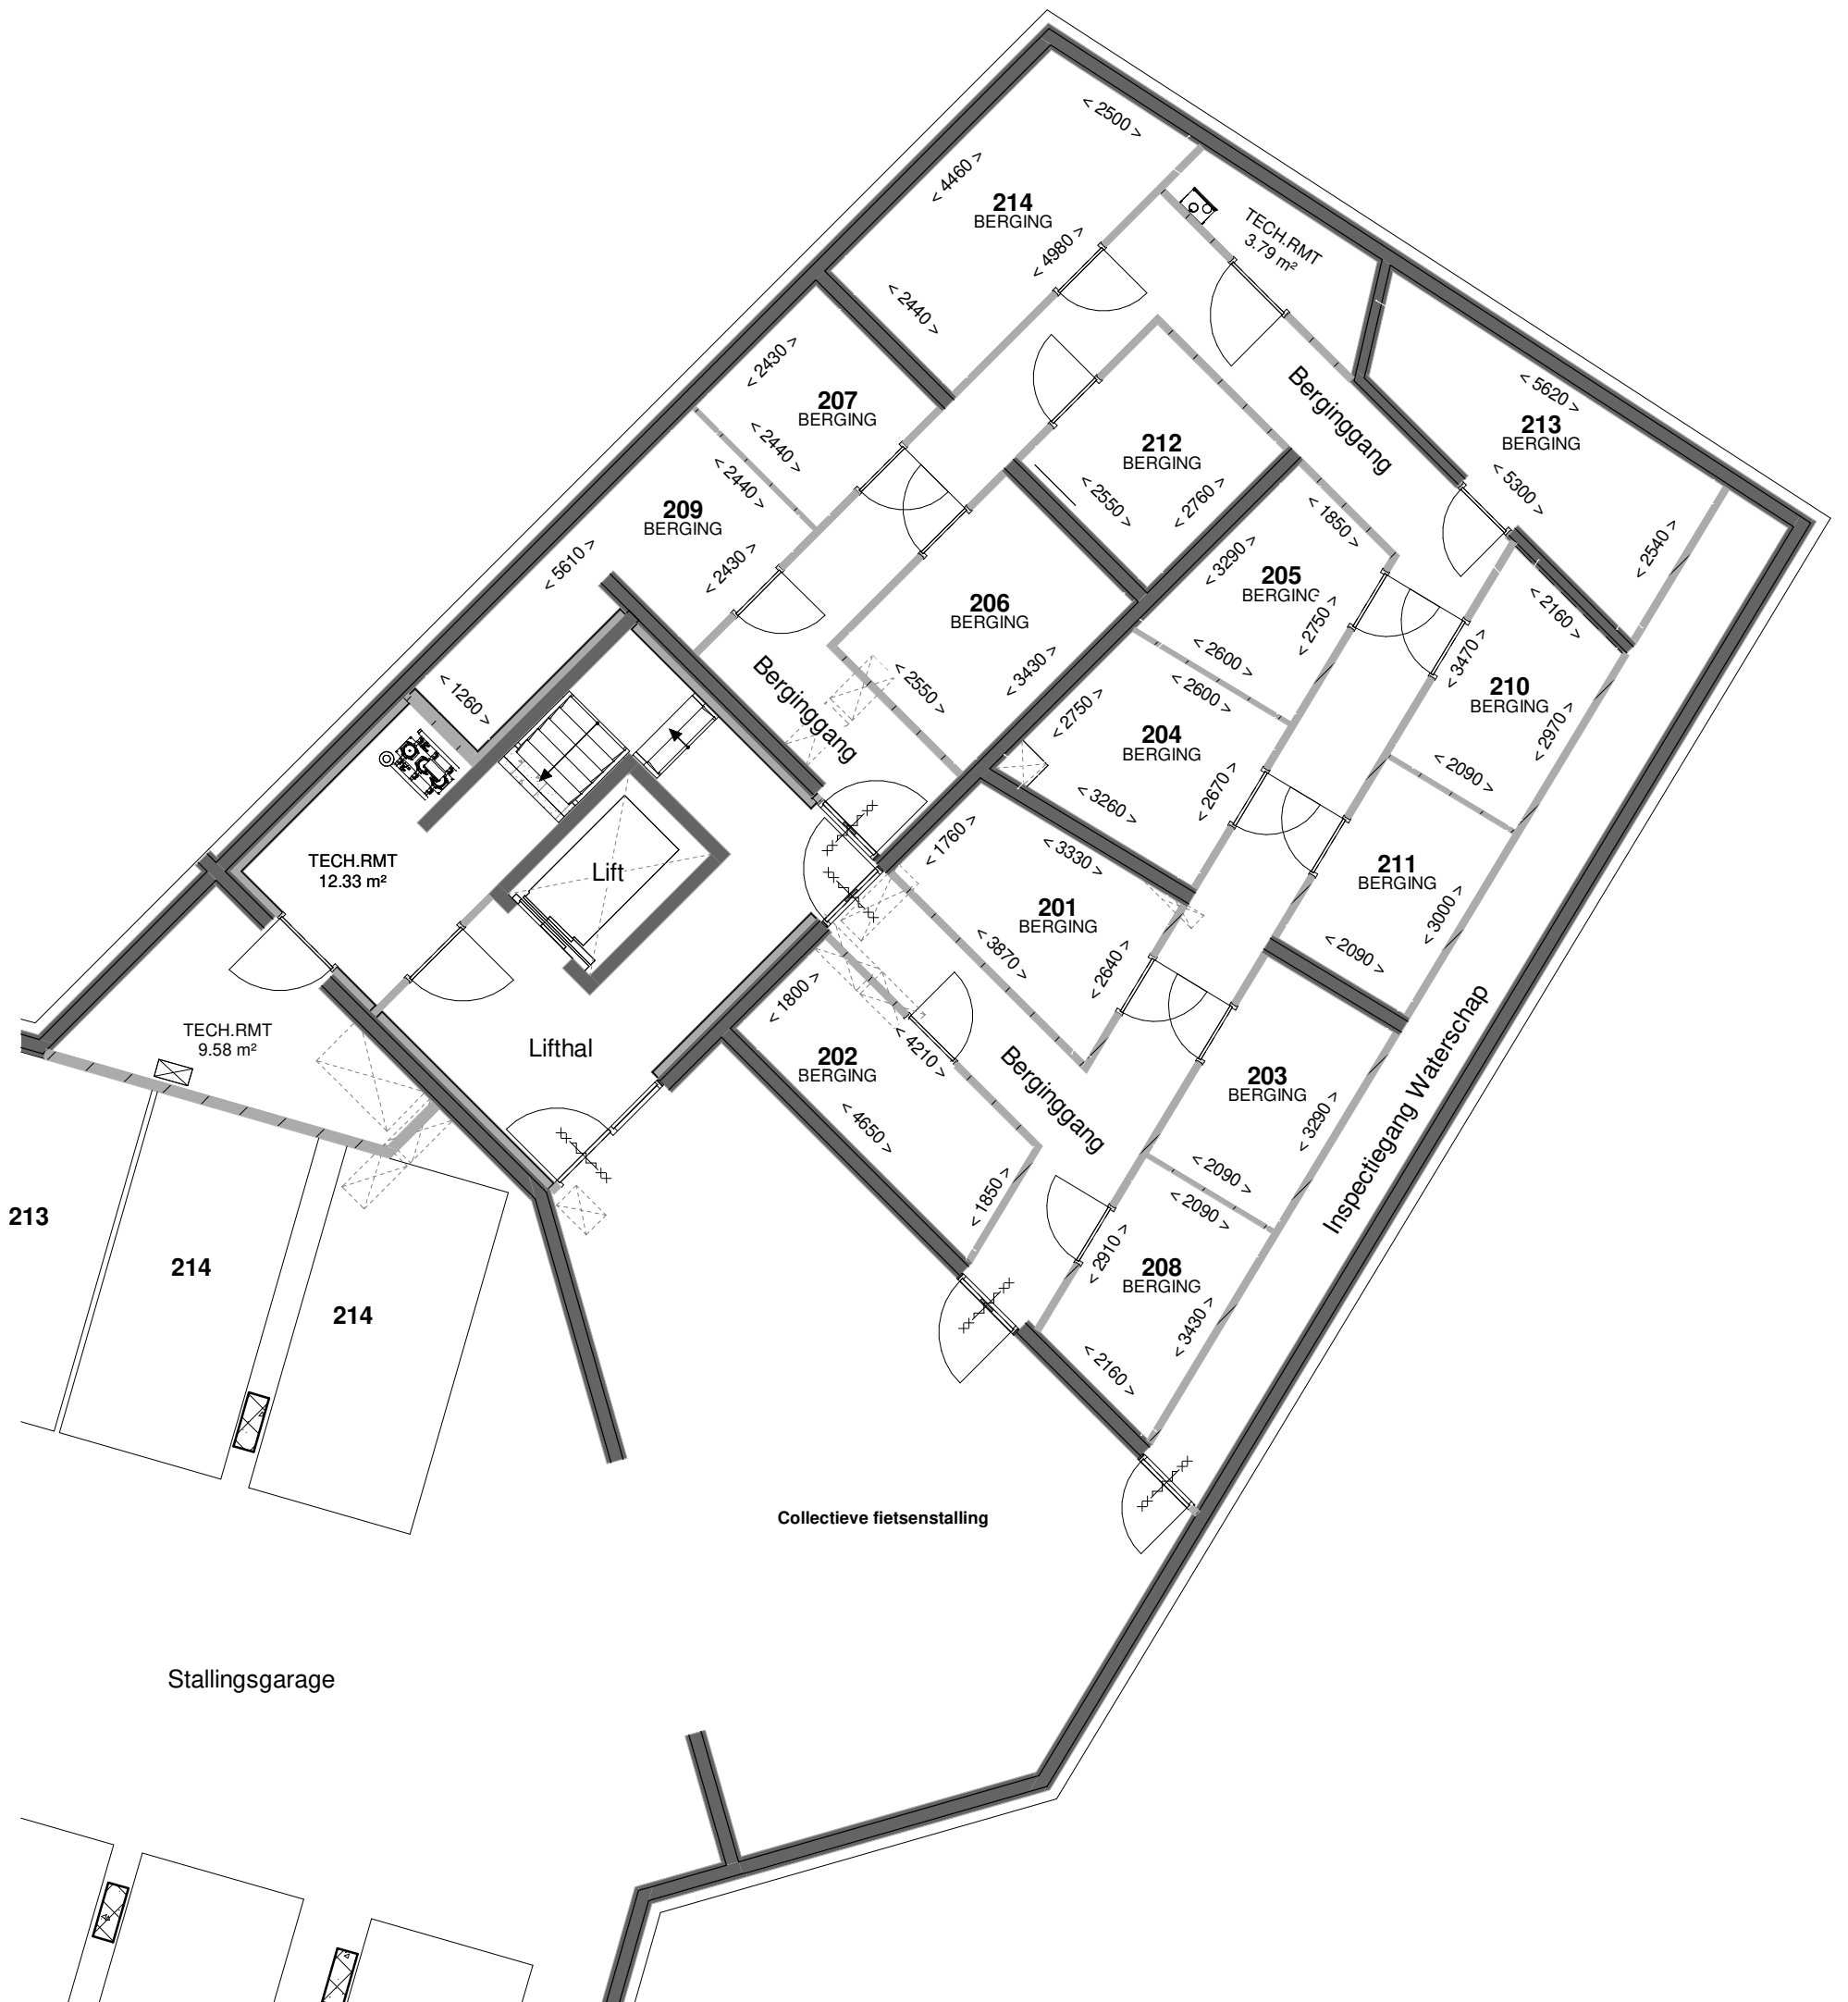 < 2500 >
< 4460 >
214
BERGING
< 4980 >
< 2440 >
TECH.RMT
3.79 m²
< 2430 >
207
BERGING
< 2440 >
< 2440 >
209
BERGING
< 2430 >
< 5610 >
< 1260 >
Berginggang
212
BERGING
< 2550 >
< 2760 >
206
BERGING
< 2550 >
< 3430 >
Berginggang
< 5620 >
213
BERGING
< 5300 >
< 2540 >
< 1850 >
< 3290 >
205
BERGING
< 2750 >
< 2600 >
< 2600 >
< 2750 >
204
BERGING
< 2670 >
< 3260 >
< 2160 >
< 3470 >
210
BERGING
< 2970 >
< 2090 >
211
BERGING
< 3000 >
< 2090 >
< 1760 >
< 3330 >
201
BERGING
< 3870 >
< 2640 >
TECH.RMT
12.33 m²
Lift
TECH.RMT
9.58 m²
Lifthal
< 1800 >
202
BERGING
< 4210 >
< 4650 >
< 1850 >
Berginggang
203
BERGING
< 3290 >
< 2090 >
< 2090 >
< 2910 >
208
BERGING
< 3430 >
< 2160 >
Inspectiegang Waterschap
213
214
214
Collectieve fietsenstalling
Stallingsgarage